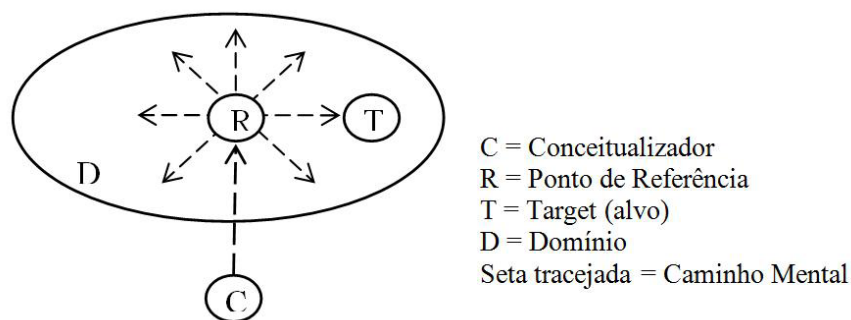 R
T
D
C
C = Conceitualizador
R = Ponto de Referência
T = Target (alvo)
D = Domínio
Seta tracejada = Caminho Mental